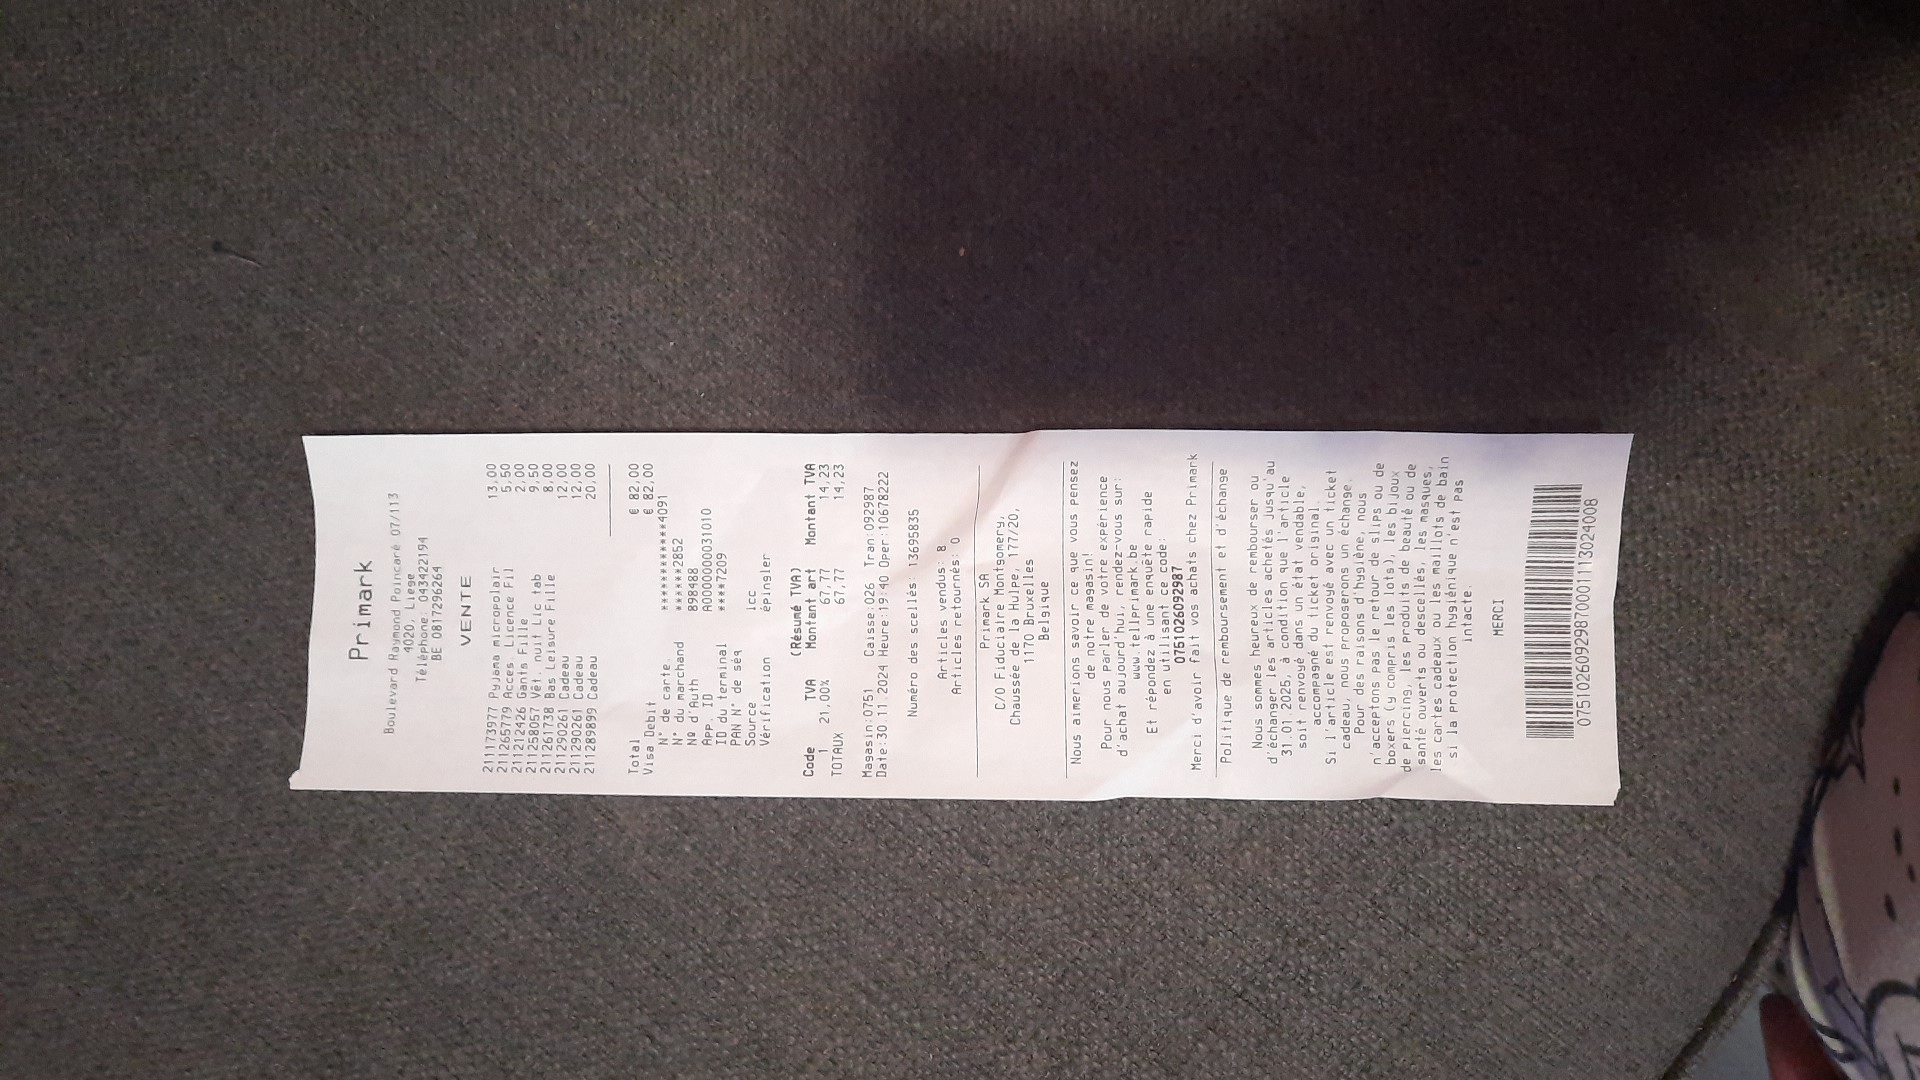 Primark
Boulevard Raymond Poincaré 07/113
4020, Liege
Téléphone: 043422194
BE 0817296264
VENTE
211173977 Pyjama micropolair 13,00
211265779 Acces. Licence Fil 5,50
211212426 Gants Fille 2,00
211258057 Vêt. nuit Lic tab 9,50
211261738 Bas Leisure Fille 8,00
211290261 Cadeau 12,00
211290261 Cadeau 12,00
211289899 Cadeau 20,00
Total € 82,00
Visa Debit € 82,00
N° de carte. ************4091
N° du marchand ******2852
Nº d'Auth 898488
App. ID A0000000031010
ID du terminal ****7209
PAN N° de séq
Source icc
Vérification épingler
(Résumé TVA)
Code TVA Montant art Montant TVA
1 21,00% 67,77 14,23
TOTAUX 67,77 14,23
Magasin:0751 Caisse:026 Tran:092987
Date:30.11.2024 Heure:19:40 Oper:10678222
Numéro des scellés 13695835
Articles vendus: 8
Articles retournés: 0
Primark SA
C/O Fiduciaire Montgomery,
Chaussée de la Hulpe, 177/20,
1170 Bruxelles
Belgique
Nous aimerions savoir ce que vous pensez
de notre magasin!
Pour nous parler de votre expérience
d'achat aujourd'hui, rendez-vous sur:
www.tellprimark.be
Et répondez à une enquête rapide
en utilisant ce code:
075102609298​7
Merci d'avoir fait vos achats chez Primark
Politique de remboursement et d'échange
Nous sommes heureux de rembourser ou
d'échanger les articles achetés jusqu'au
31.01.2025, à condition que l'article
soit renvoyé dans un état vendable,
accompagné du ticket original.
Si l'article est renvoyé avec un ticket
cadeau, nous proposerons un échange.
Pour des raisons d'hygiène, nous
n'acceptons pas le retour de slips ou de
boxers (y compris les lots), les bijoux
de piercing, les produits de beauté ou de
santé ouverts ou descellés, les masques,
les cartes cadeaux ou les maillots de bain
si la protection hygiénique n'est pas
intacte.
MERCI
07510260929870001113024008